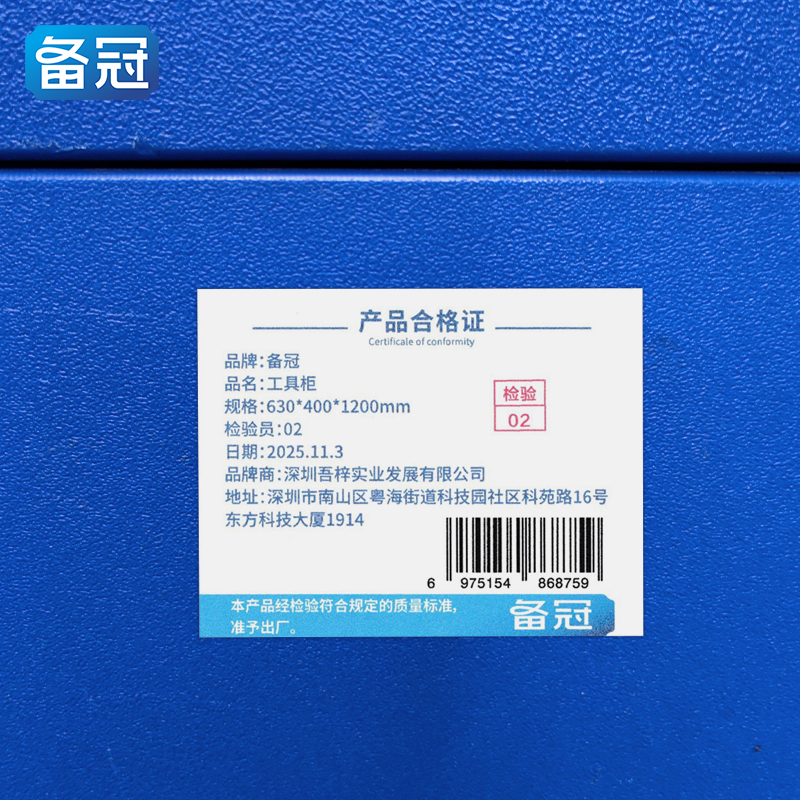 备冠
产品合格证
Certificate of conformity
品牌:备冠
品名:工具柜
规格:630*400*1200mm
检验员:02
日期:2025.11.3
品牌商:深圳吾梓实业发展有限公司
地址:深圳市南山区粤海街道科技园社区科苑路16号
东方科技大厦1914
检验
02
6 975154 868759
本产品经检验符合规定的质量标准,
准予出厂。
备冠